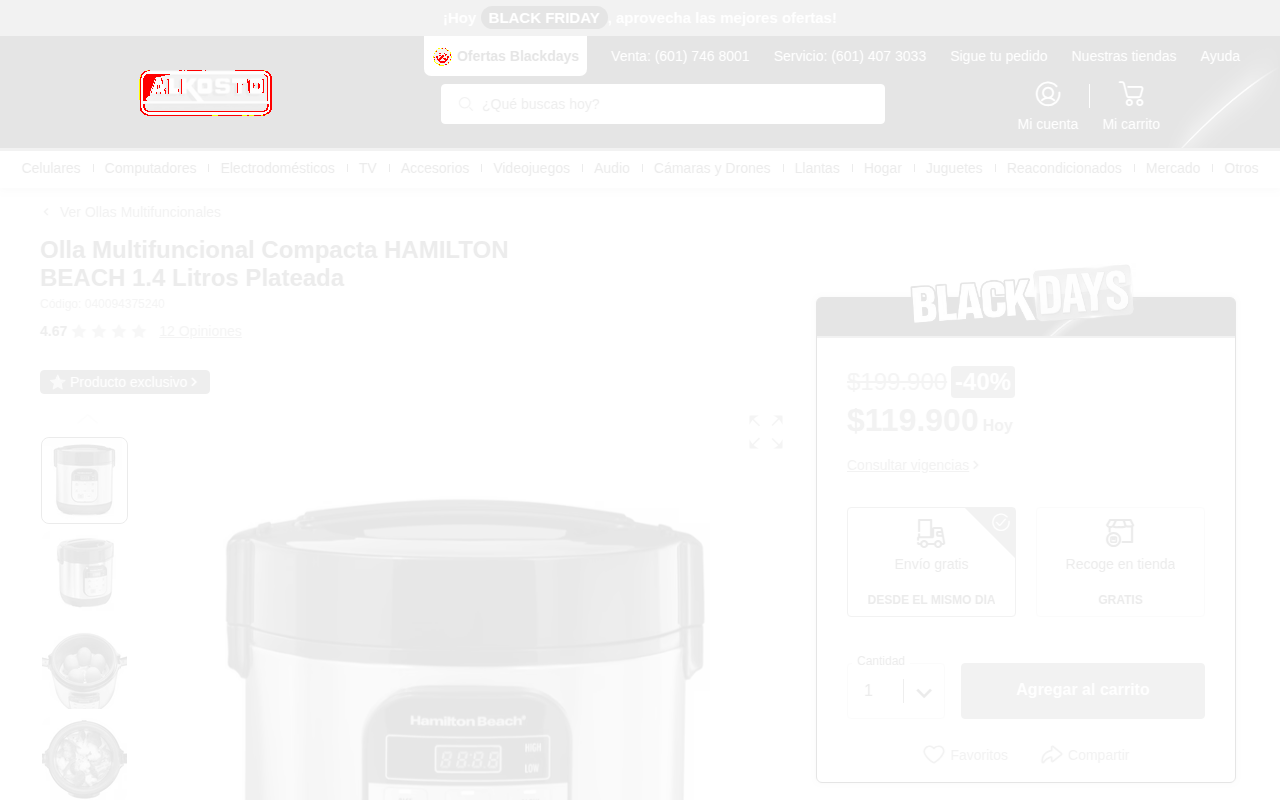 ¡Hoy BLACK FRIDAY, aprovecha las mejores ofertas!
Ofertas Blackdays
Venta: (601) 746 8001
Servicio: (601) 407 3033
Sigue tu pedido
Nuestras tiendas
Ayuda
ALKOSTO
¿Qué buscas hoy?
Mi cuenta
Mi carrito
Celulares
Computadores
Electrodomésticos
TV
Accesorios
Videojuegos
Audio
Cámaras y Drones
Llantas
Hogar
Juguetes
Reacondicionados
Mercado
Otros
Ver Ollas Multifuncionales
Olla Multifuncional Compacta HAMILTON
BEACH 1.4 Litros Plateada
Código: 040094375240
4.67
12 Opiniones
Producto exclusivo
Hamilton Beach
HIGH
LOW
88:88
BLACK DAYS
$199.900 -40%
$119.900 Hoy
Consultar vigencias
Envío gratis
DESDE EL MISMO DIA
Recoge en tienda
GRATIS
Cantidad
1
Agregar al carrito
Favoritos
Compartir